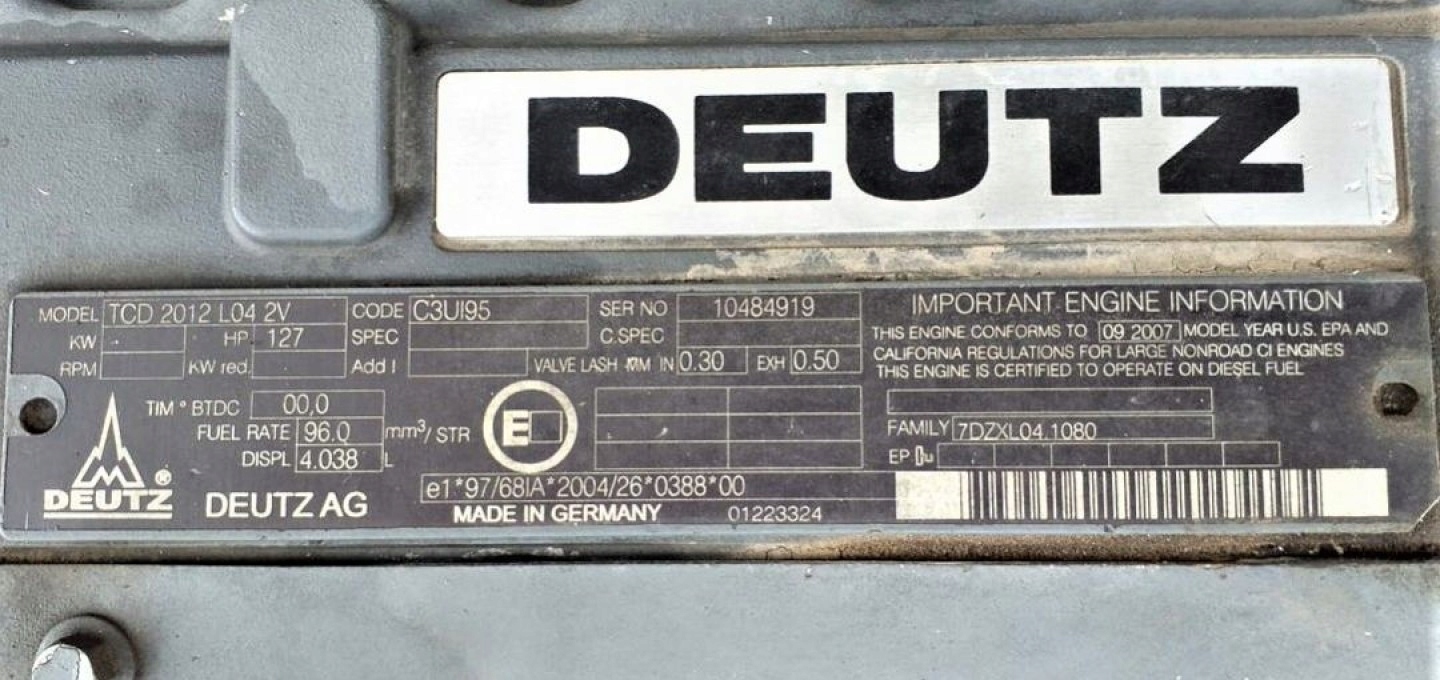 DEUTZ
MODEL TCD 2012 L04 2V CODE C3UI95 SER NO 10484919
KW HP 127 SPEC C.SPEC
RPM KW red. Add I VALVE LASH MM IN 0.30 EXH 0.50
TIM ° BTDC 00,0
FUEL RATE 96.0 mm³/STR
DISPL 4.038 L
E
DEUTZ ®
DEUTZ AG
e1*97/68IA*2004/26*0388*00
MADE IN GERMANY 01223324
IMPORTANT ENGINE INFORMATION
THIS ENGINE CONFORMS TO 09 2007 MODEL YEAR U.S. EPA AND
CALIFORNIA REGULATIONS FOR LARGE NONROAD CI ENGINES
THIS ENGINE IS CERTIFIED TO OPERATE ON DIESEL FUEL
FAMILY 7DZXL04.1080
EP